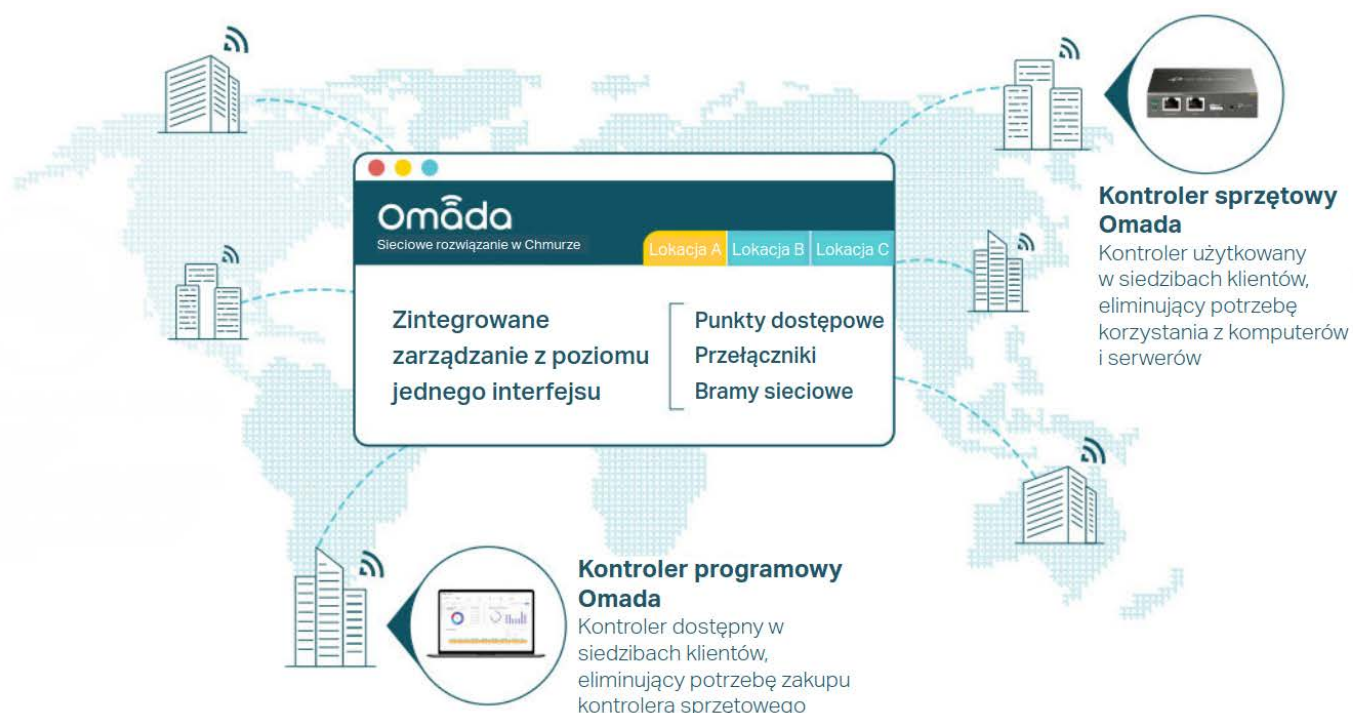 Omada
Sieciowe rozwiązanie w Chmurze
Lokacja A
Lokacja B
Lokacja C
Zintegrowane
zarządzanie z poziomu
jednego interfejsu
Punkty dostępowe
Przełączniki
Bramy sieciowe
Kontroler sprzętowy
Omada
Kontroler użytkowany
w siedzibach klientów,
eliminujący potrzebę
korzystania z komputerów
i serwerów
Kontroler programowy
Omada
Kontroler dostępny w
siedzibach klientów,
eliminujący potrzebę zakupu
kontrolera sprzętowego